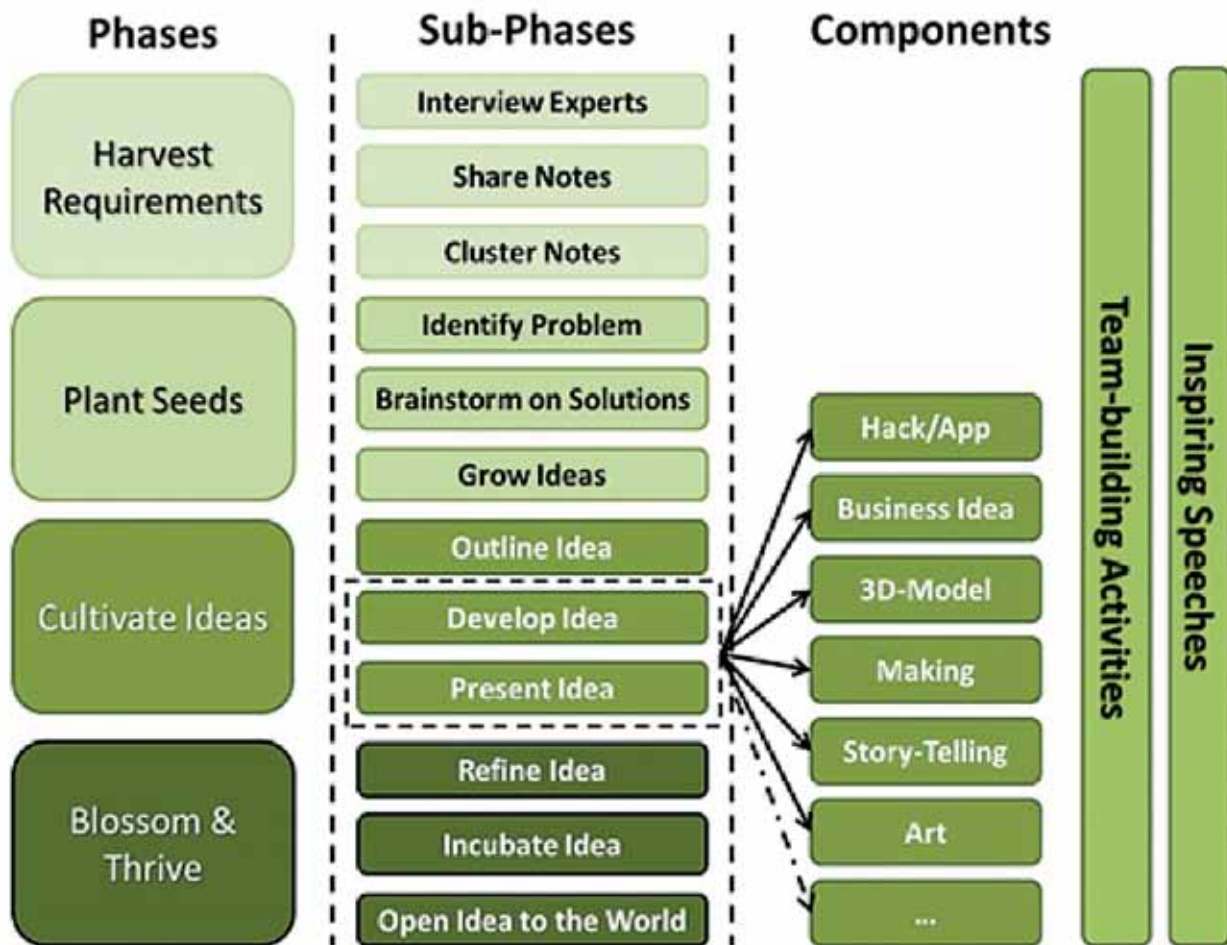 Phases
Sub-Phases
Components
Harvest
Requirements
Plant Seeds
Cultivate Ideas
Blossom &
Thrive
Interview Experts
Share Notes
Cluster Notes
Identify Problem
Brainstorm on Solutions
Grow Ideas
Outline Idea
Develop Idea
Present Idea
Refine Idea
Incubate Idea
Open Idea to the World
Hack/App
Business Idea
3D-Model
Making
Story-Telling
Art
...
Team-building Activities
Inspiring Speeches